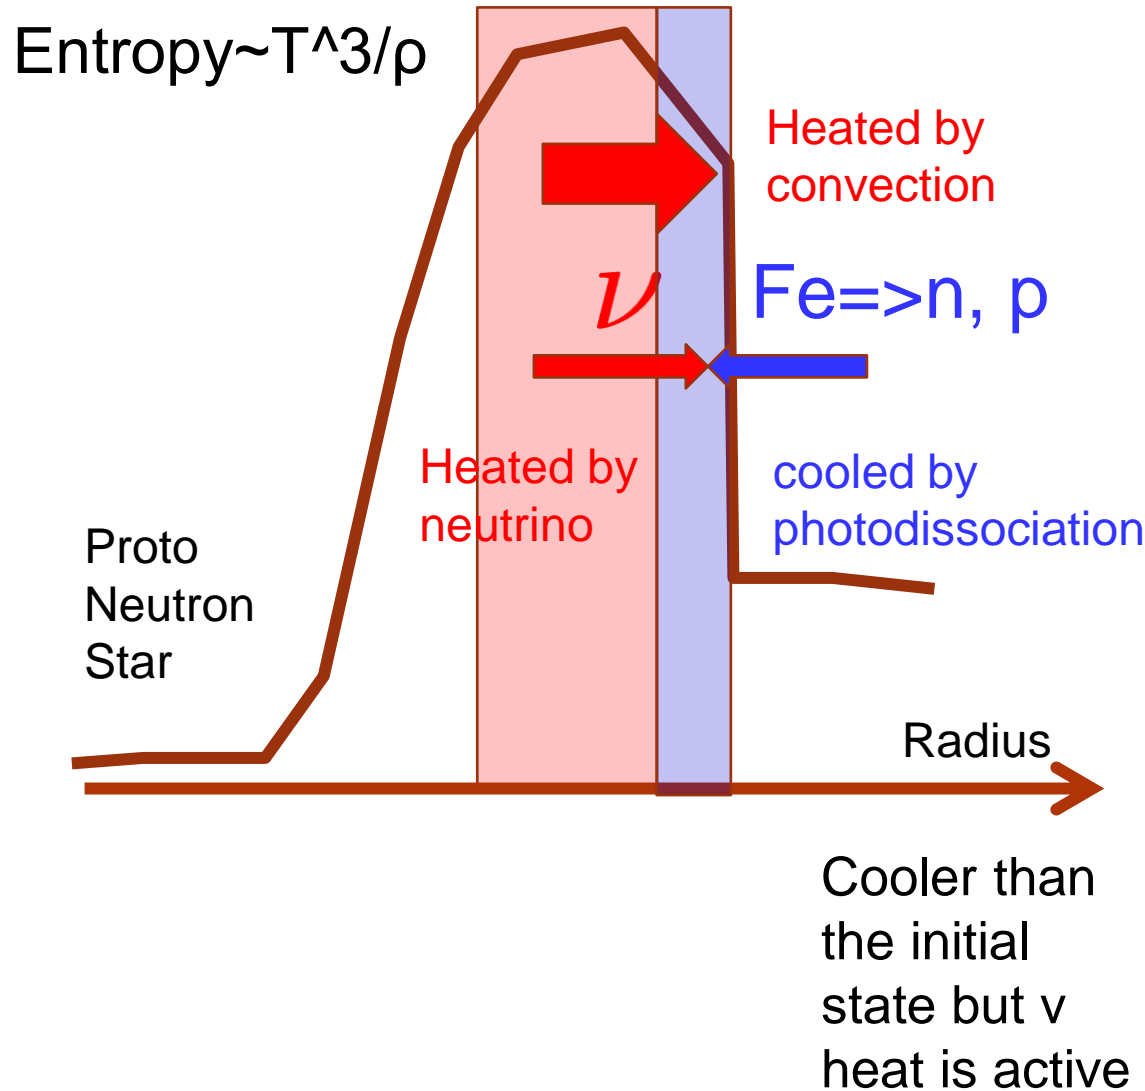 Entropy~T^3/ρ
Heated by
convection
ν
Fe=>n, p
Heated by
neutrino
cooled by
photodissociation
Proto
Neutron
Star
Radius
Cooler than
the initial
state but ν
heat is active